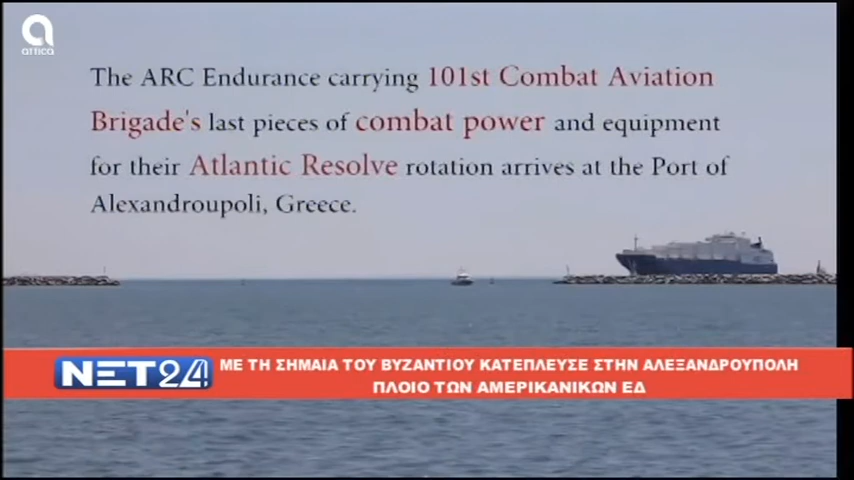 attica
The ARC Endurance carrying 101st Combat Aviation
Brigade's last pieces of combat power and equipment
for their Atlantic Resolve rotation arrives at the Port of
Alexandroupoli, Greece.
NET24 ΜΕ ΤΗ ΣΗΜΑΙΑ ΤΟΥ ΒΥΖΑΝΤΙΟΥ ΚΑΤΕΠΛΕΥΣΕ ΣΤΗΝ ΑΛΕΞΑΝΔΡΟΥΠΟΛΗ
ΠΛΟΙΟ ΤΩΝ ΑΜΕΡΙΚΑΝΙΚΩΝ ΕΔ